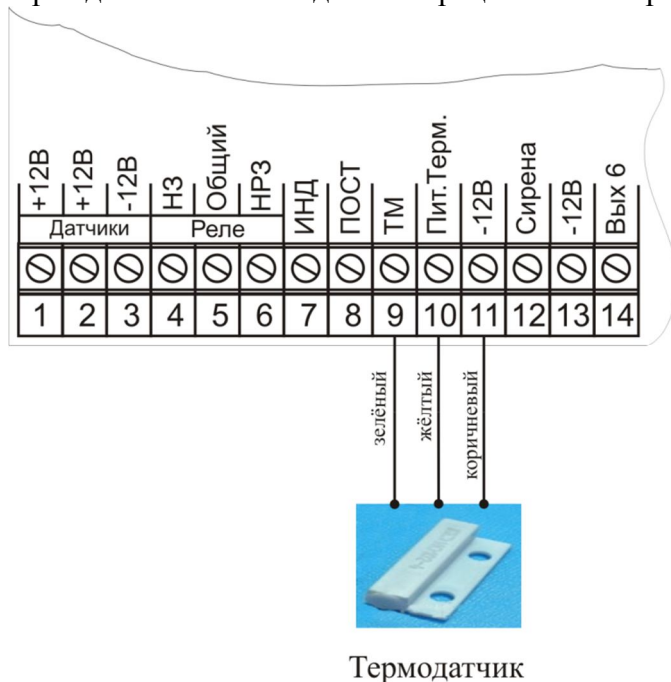 +12В
+12В
-12В
НЗ
Общий
НРЗ
ИНД
ПОСТ
ТМ
Пит.Терм.
-12В
Сирена
-12В
Вых 6
Датчики
Реле
1 2 3 4 5 6 7 8 9 10 11 12 13 14
зелёный
жёлтый
коричневый
Термодатчик